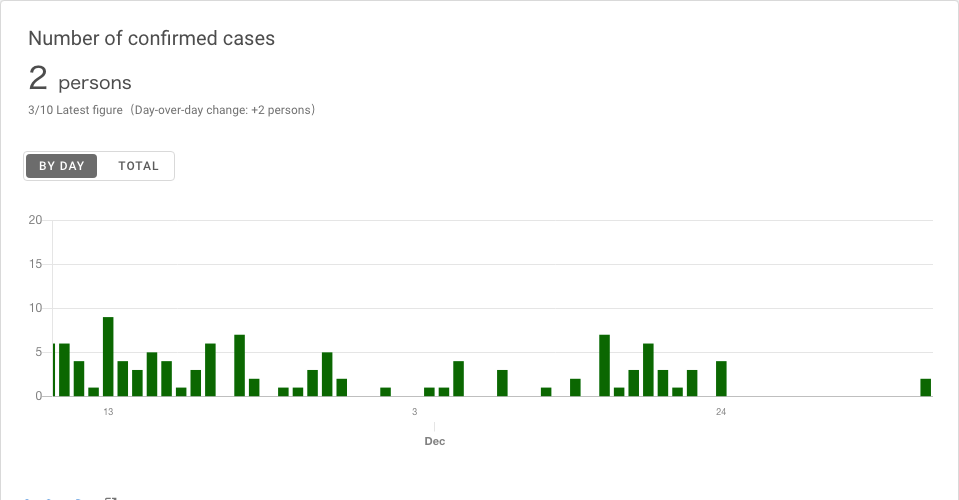 Number of confirmed cases
2 persons
3/10 Latest figure（Day-over-day change: +2 persons）
BY DAY TOTAL
20
15
10
5
0
13 3 24
Dec